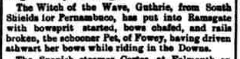 The Witch of the Wave, Guthrie, from South
Shields for Pernambuco, has put into Ramsgate
with bowsprit started, bows chafed, and rails
broken, the schooner Pet, of Fowey, having driven
athwart her bows while riding in the Downs.